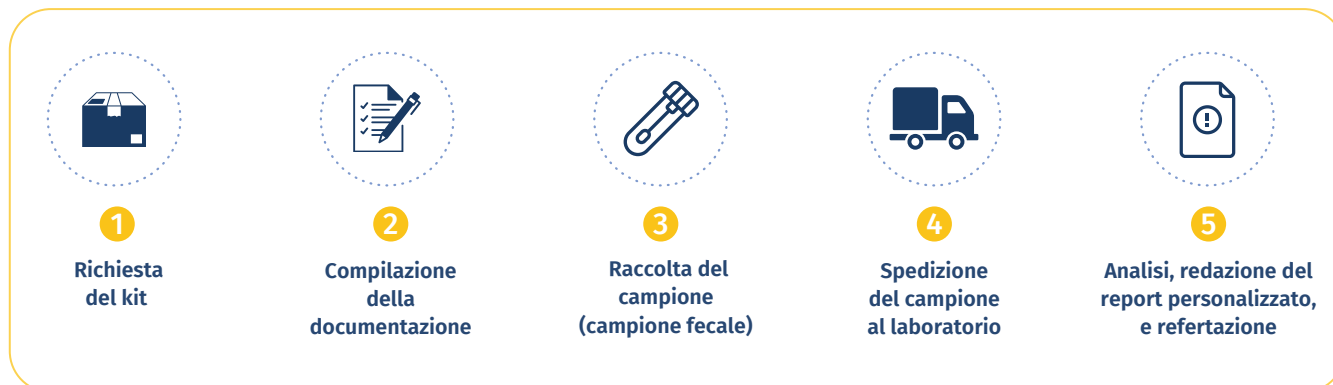 1
Richiesta
del kit
2
Compilazione
della
documentazione
3
Raccolta del
campione
(campione fecale)
4
Spedizione
del campione
al laboratorio
5
Analisi, redazione del
report personalizzato,
e refertazione